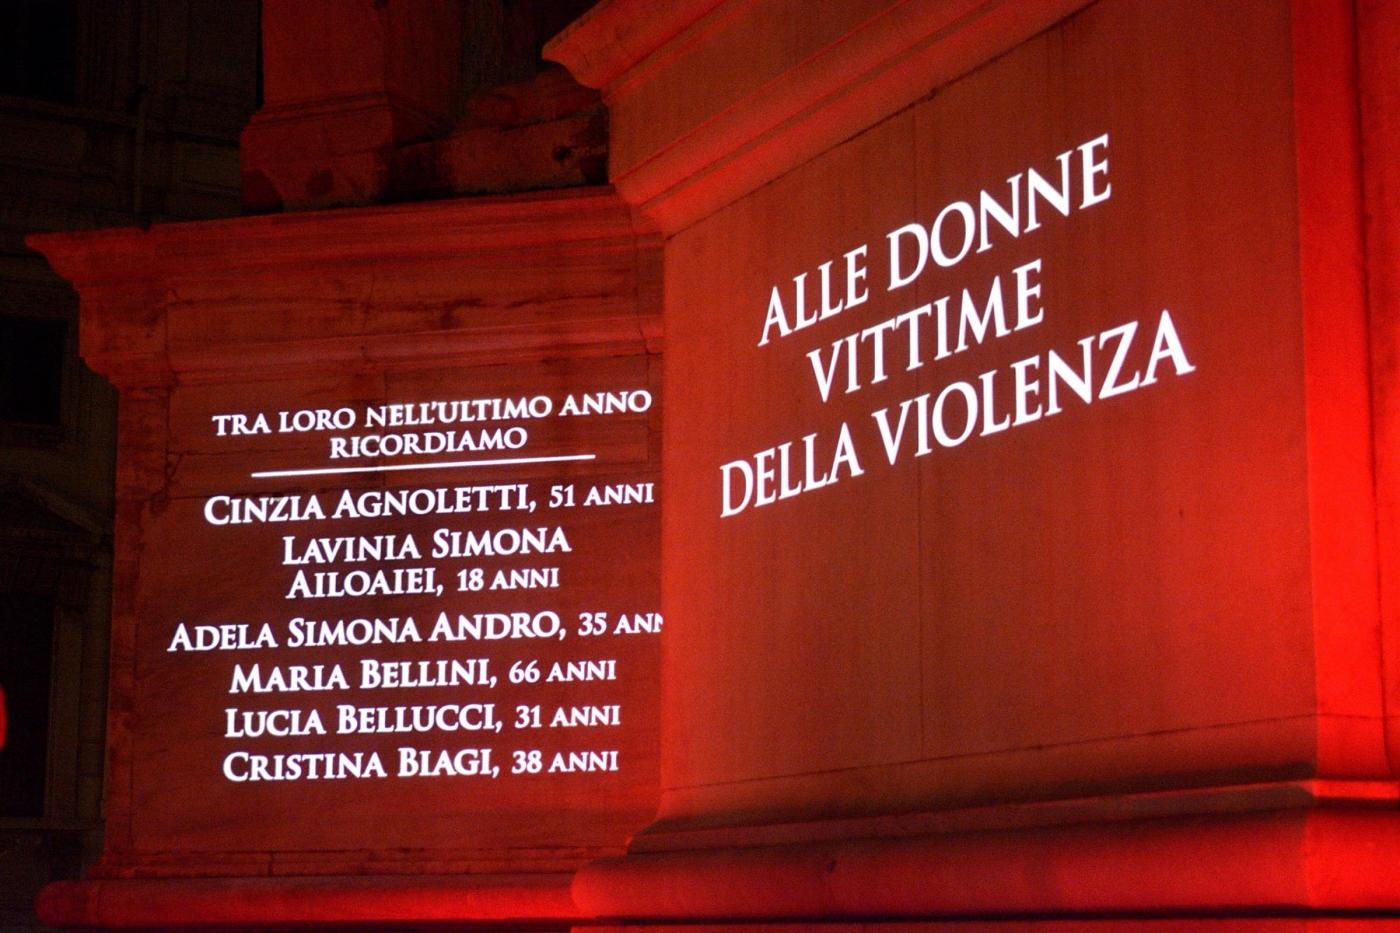 TRA LORO NELL'ULTIMO ANNO
RICORDIAMO
CINZIA AGNOLETTI, 51 ANNI
LAVINIA SIMONA
AILOAIEI, 18 ANNI
ADELA SIMONA ANDRO, 35 ANN
MARIA BELLINI, 66 ANNI
LUCIA BELLUCCI, 31 ANNI
CRISTINA BIAGI, 38 ANNI
ALLE DONNE
VITTIME
DELLA VIOLENZA